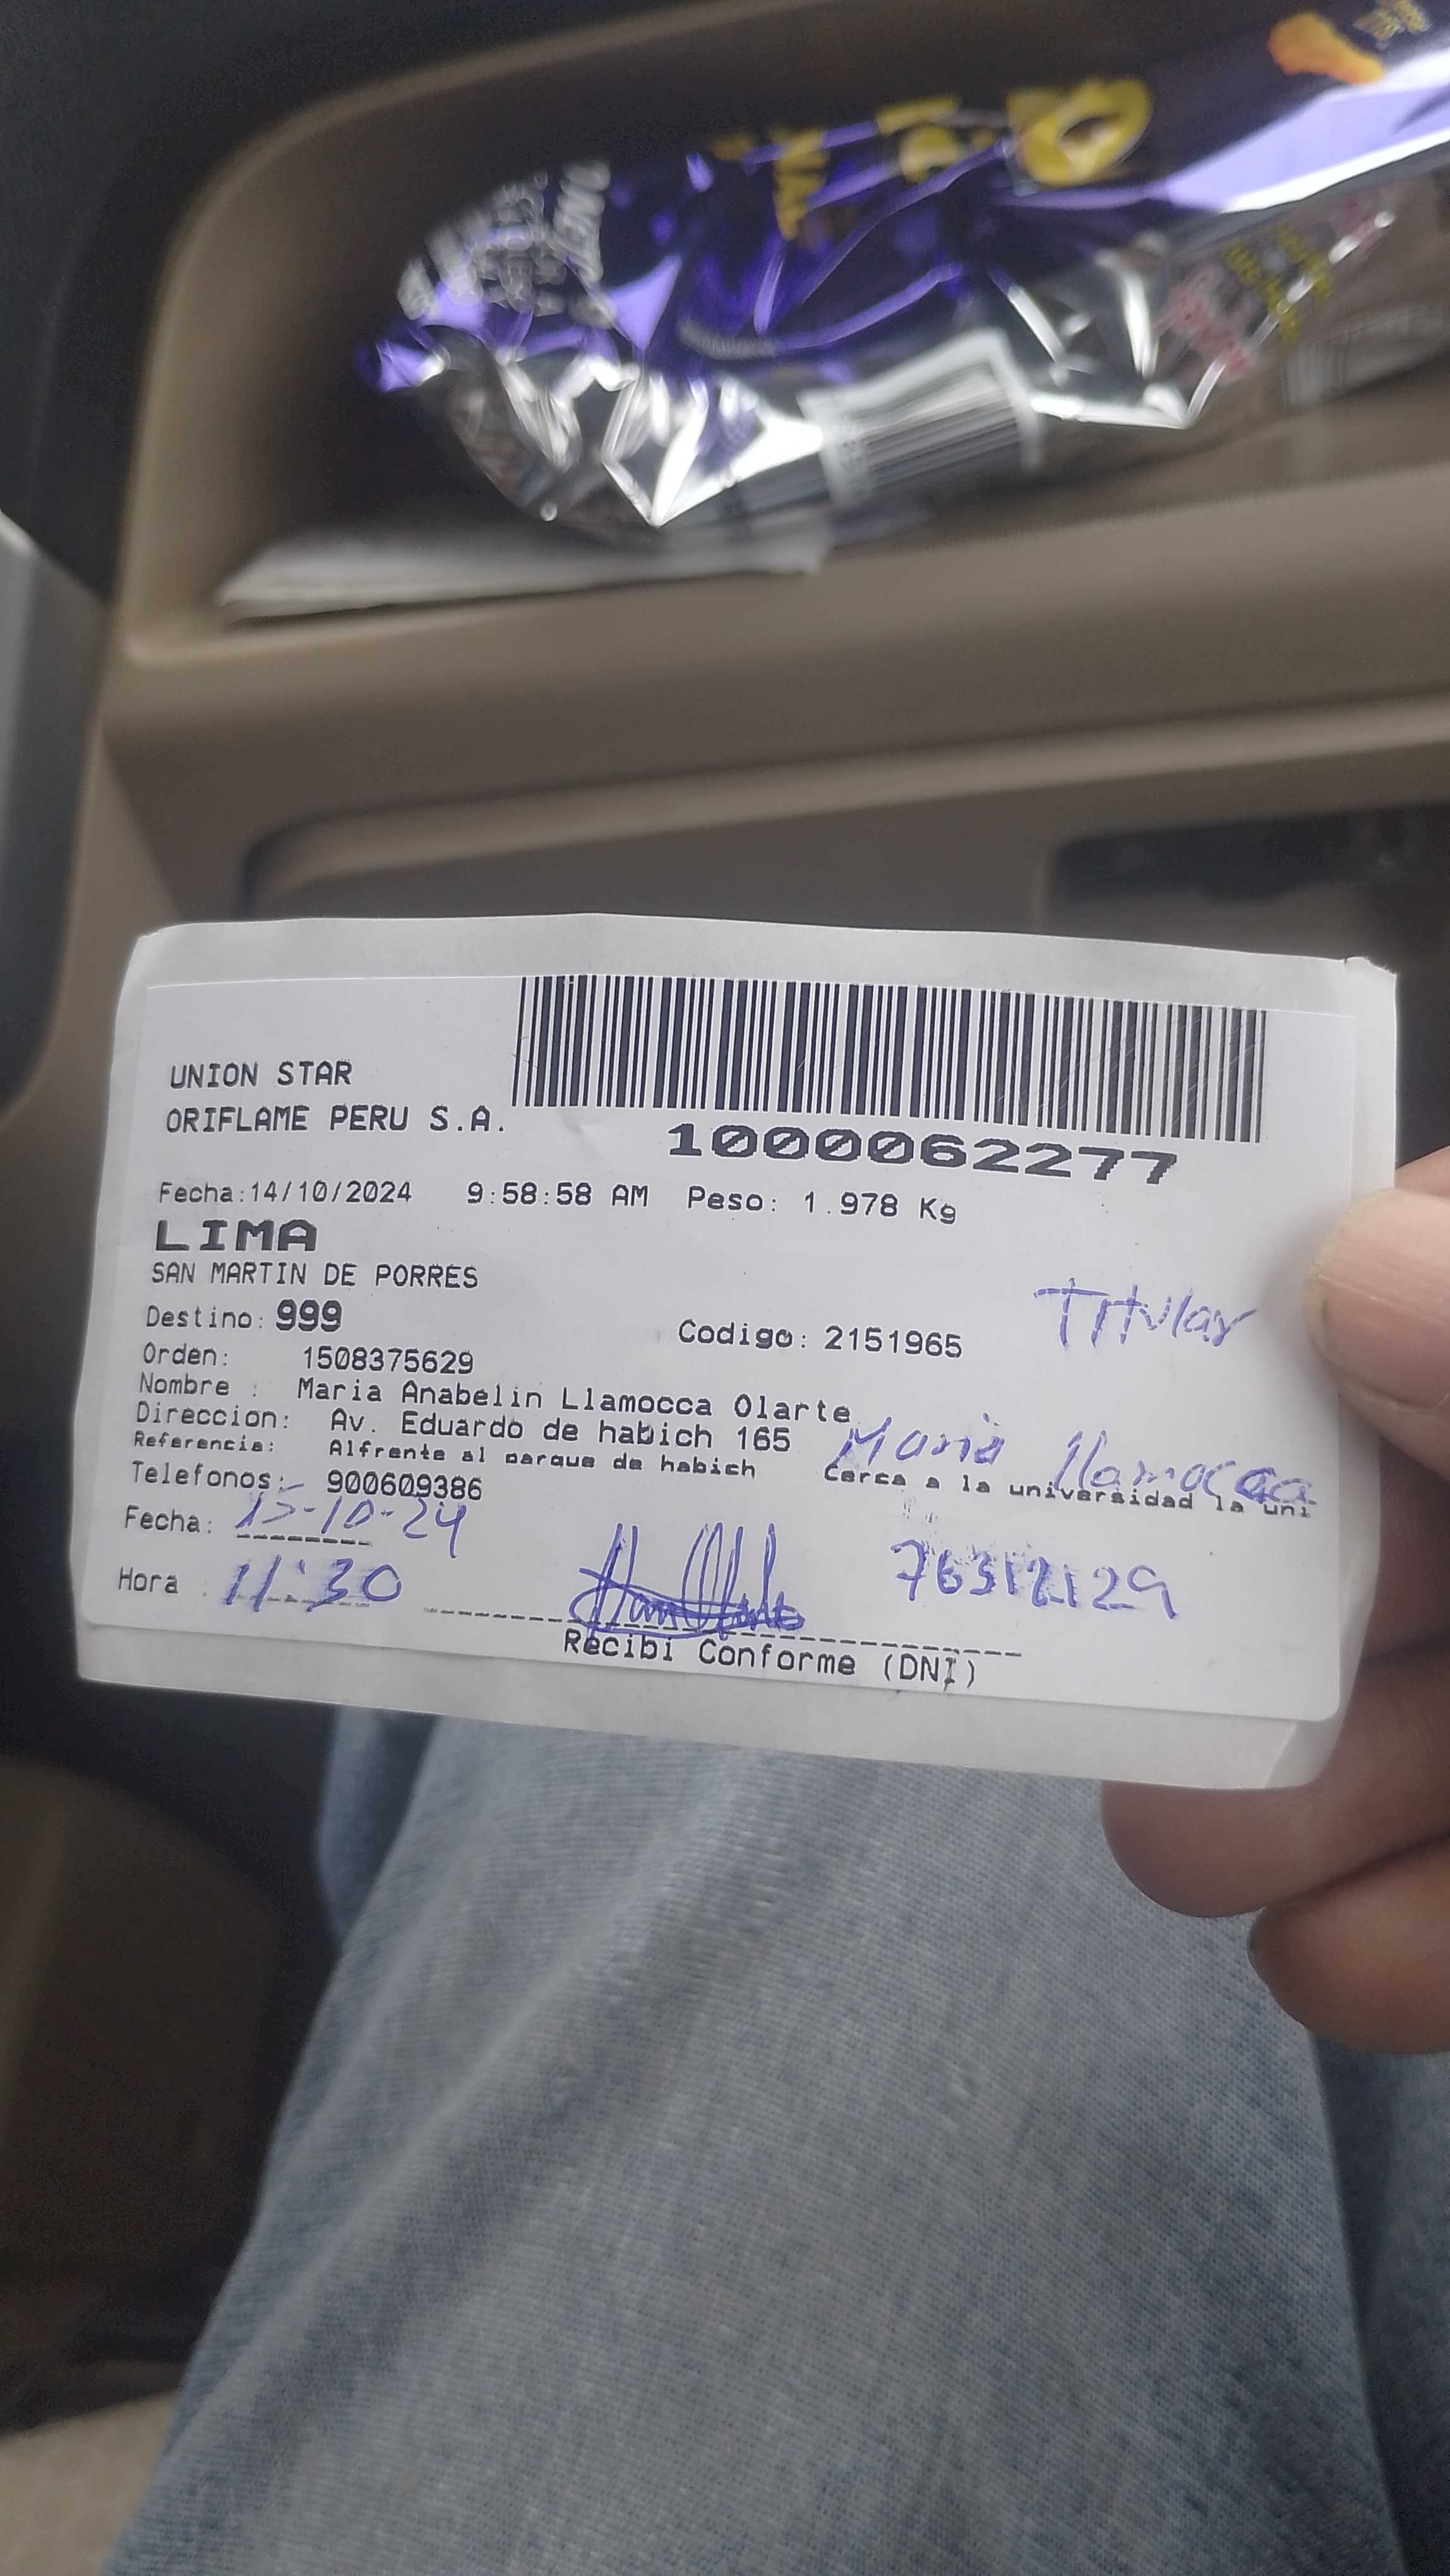 UNION STAR
ORIFLAME PERU S.A.
1000062277
Fecha:14/10/2024 9:58:58 AM Peso: 1.978 Kg
LIMA
SAN MARTIN DE PORRES
Destino: 999
Codigo: 2151965
Titular
Orden: 1508375629
Nombre : Maria Anabelin Llamocca Olarte
Direccion: Av. Eduardo de habich 165
Maria Llamocca
Referencia: Alfrente al parque de habich Cerca a la universidad la uni
Telefonos: 900609386
Fecha: 15-10-24
Hora : 11:30
76312129
Recibi Conforme (DNI)